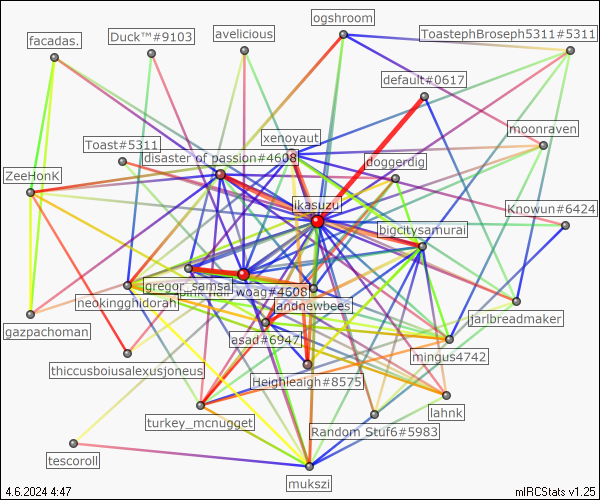 ogshroom
ToastephBroseph5311#5311
facadas.
Duck™#9103
avelicious
default#0617
moonraven
xenoyaut
Toast#5311
disaster of passion#4608
doggerdig
ZeeHonk
ikasuzu
Knowun#6424
bigcitysamurai
gregor_samsa
pink hair woag#4608
neokingghidorah
andnewbees
jarlbreadmaker
gazpachoman
asad#6947
mingus4742
thiccusboiusalexusjoneus
Heighleaigh#8575
lahnk
turkey_mcnugget
Random Stuf6#5983
tescoroll
mukszi
4.6.2024 4:47
mIRCStats v1.25